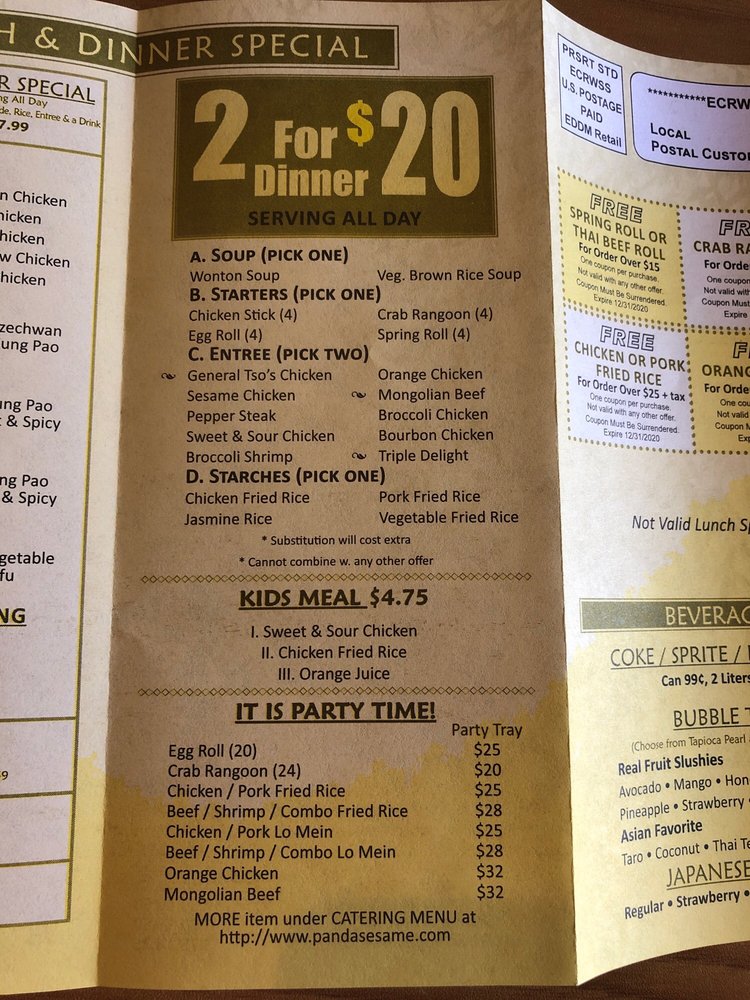 H & DINNER SPECIAL
R SPECIAL
ng All Day
de, Rice, Entree & a Drink
7.99
n Chicken
hicken
hicken
w Chicken
hicken
zechwan
ung Pao
ung Pao
& Spicy
ng Pao
& Spicy
getable
fu
NG
9
2 For $20
Dinner
SERVING ALL DAY
A. SOUP (PICK ONE)
Wonton Soup Veg. Brown Rice Soup
B. STARTERS (PICK ONE)
Chicken Stick (4) Crab Rangoon (4)
Egg Roll (4) Spring Roll (4)
C. ENTREE (PICK TWO)
General Tso's Chicken Orange Chicken
Sesame Chicken Mongolian Beef
Pepper Steak Broccoli Chicken
Sweet & Sour Chicken Bourbon Chicken
Broccoli Shrimp Triple Delight
D. STARCHES (PICK ONE)
Chicken Fried Rice Pork Fried Rice
Jasmine Rice Vegetable Fried Rice
* Substitution will cost extra
* Cannot combine w. any other offer
KIDS MEAL $4.75
I. Sweet & Sour Chicken
II. Chicken Fried Rice
III. Orange Juice
IT IS PARTY TIME!
Party Tray
Egg Roll (20) $25
Crab Rangoon (24) $20
Chicken / Pork Fried Rice $25
Beef / Shrimp / Combo Fried Rice $28
Chicken / Pork Lo Mein $25
Beef / Shrimp / Combo Lo Mein $28
Orange Chicken $32
Mongolian Beef $32
MORE item under CATERING MENU at
http://www.pandasesame.com
PRSRT STD
ECRWSS
U.S. POSTAGE
PAID
EDDM Retail
***********ECRW
LOCAL
POSTAL CUSTO
FREE
SPRING ROLL OR
THAI BEEF ROLL
For Order Over $15
One coupon per purchase.
Not valid with any other offer.
Coupon Must Be Surrendered.
Expire 12/31/2020
FR
CRAB RA
For Orde
One coupon
Not valid with
Coupon Must
Expire
FREE
CHICKEN OR PORK
FRIED RICE
For Order Over $25 + tax
One coupon per purchase.
Not valid with any other offer.
Coupon Must Be Surrendered.
Expire 12/31/2020
F
ORANG
For Orde
One cou
Not valid
Coupon M
Exp
Not Valid Lunch Sp
BEVERAG
COKE / SPRITE /
Can 99¢, 2 Liters
BUBBLE T
(Choose from Tapioca Pearl
Real Fruit Slushies
Avocado • Mango • Hon
Pineapple • Strawberry •
Asian Favorite
Taro • Coconut • Thai Te
JAPANESE
Regular • Strawberry •